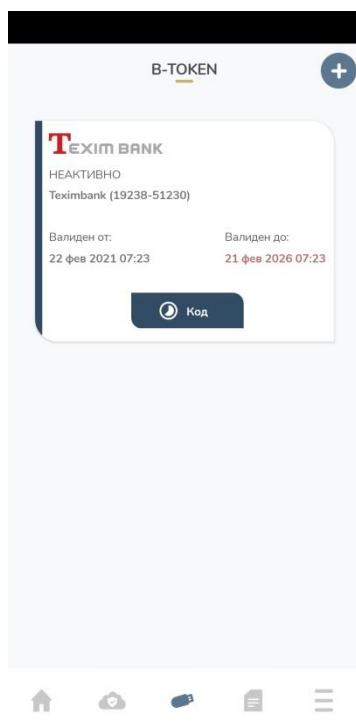 B-TOKEN
TEXIM BANK
НЕАКТИВНО
Teximbank (19238-51230)
Валиден от: Валиден до:
22 фев 2021 07:23 21 фев 2026 07:23
Код